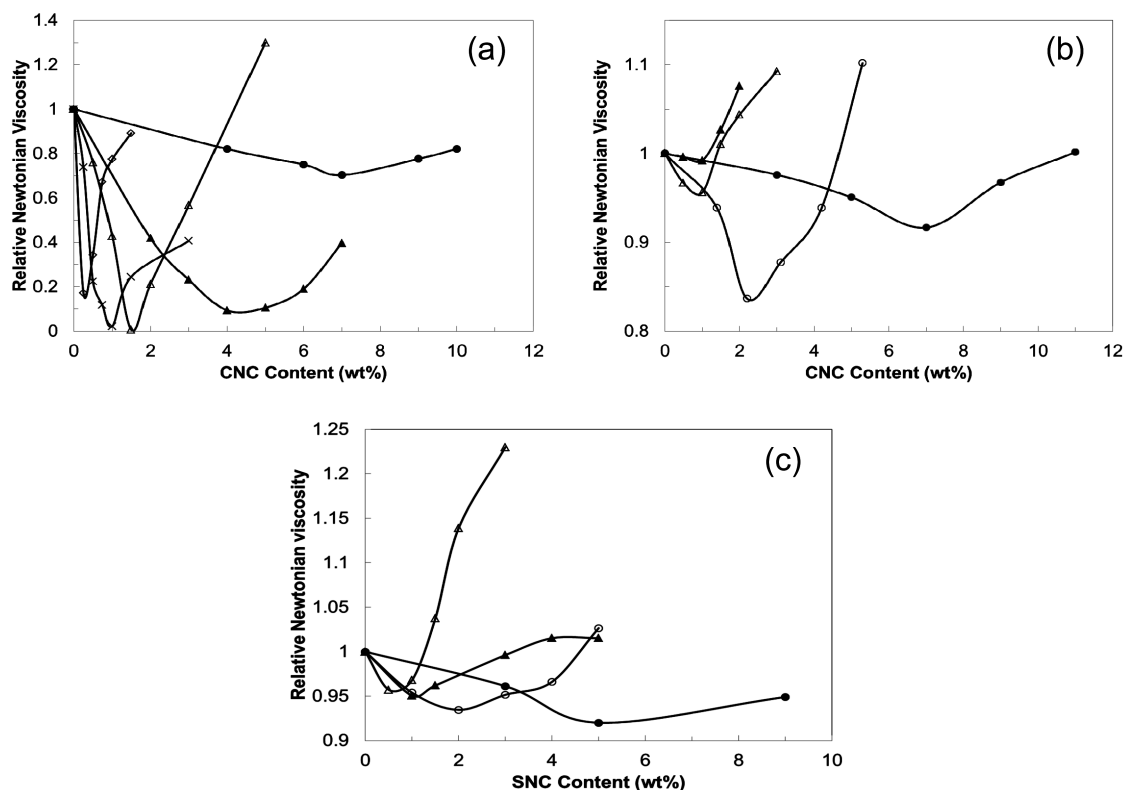 (a)
Relative Newtonian Viscosity
1.4
1.2
1
0.8
0.6
0.4
0.2
0
0 2 4 6 8 10 12
CNC Content (wt%)
(b)
Relative Newtonian Viscosity
1.1
1
0.9
0.8
0 2 4 6 8 10 12
CNC Content (wt%)
(c)
Relative Newtonian viscosity
1.25
1.2
1.15
1.1
1.05
1
0.95
0.9
0 2 4 6 8 10
SNC Content (wt%)